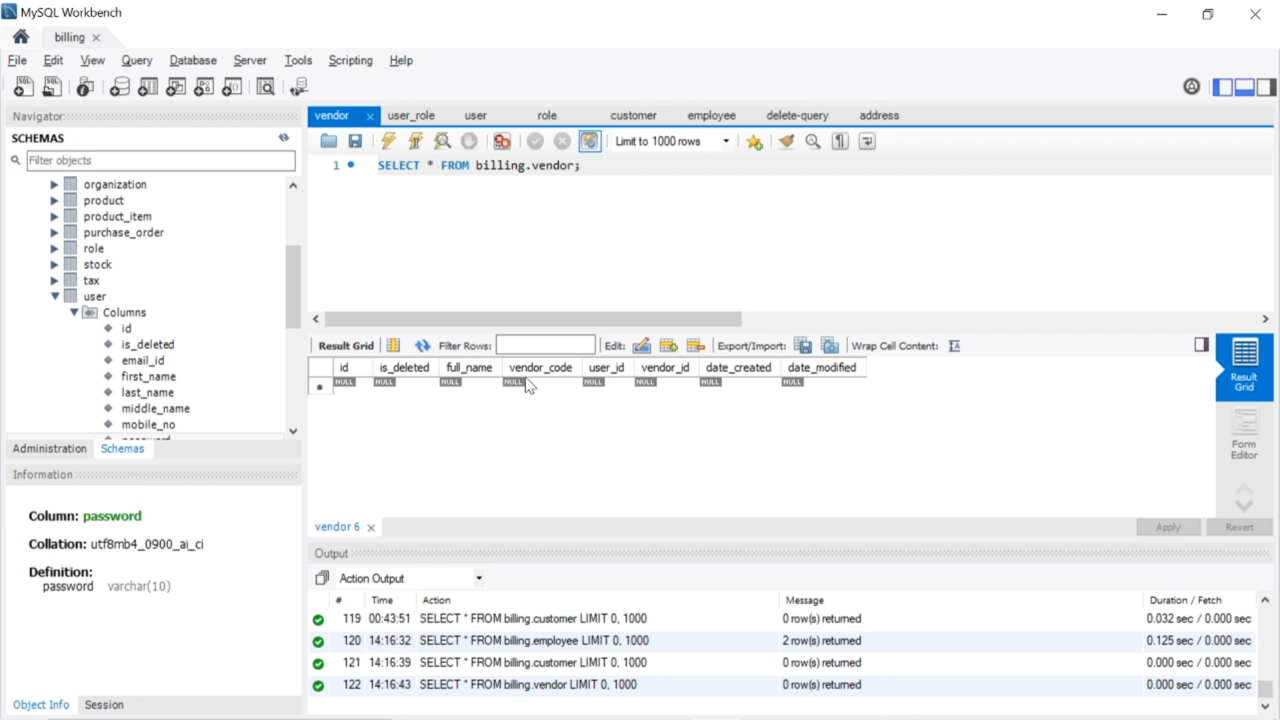 MySQL Workbench
billing
File Edit View Query Database Server Tools Scripting Help
Navigator
SCHEMAS
Filter objects
organization
product
product_item
purchase_order
role
stock
tax
user
Columns
id
is_deleted
email_id
first_name
last_name
middle_name
mobile_no
Administration Schemas
Information
Column: password
Collation: utf8mb4_0900_ai_ci
Definition:
password varchar(10)
Object Info Session
vendor user_role user role customer employee delete-query address
Limit to 1000 rows
1 SELECT * FROM billing.vendor;
Result Grid Filter Rows: Edit: Export/Import: Wrap Cell Content:
id is_deleted full_name vendor_code user_id vendor_id date_created date_modified
NULL NULL NULL NULL NULL NULL NULL NULL
Result Grid
Form Editor
vendor 6 Apply Revert
Output
Action Output
# Time Action Message Duration / Fetch
119 00:43:51 SELECT * FROM billing.customer LIMIT 0, 1000 0 row(s) returned 0.032 sec / 0.000 sec
120 14:16:32 SELECT * FROM billing.employee LIMIT 0, 1000 2 row(s) returned 0.125 sec / 0.000 sec
121 14:16:39 SELECT * FROM billing.customer LIMIT 0, 1000 0 row(s) returned 0.000 sec / 0.000 sec
122 14:16:43 SELECT * FROM billing.vendor LIMIT 0, 1000 0 row(s) returned 0.000 sec / 0.000 sec